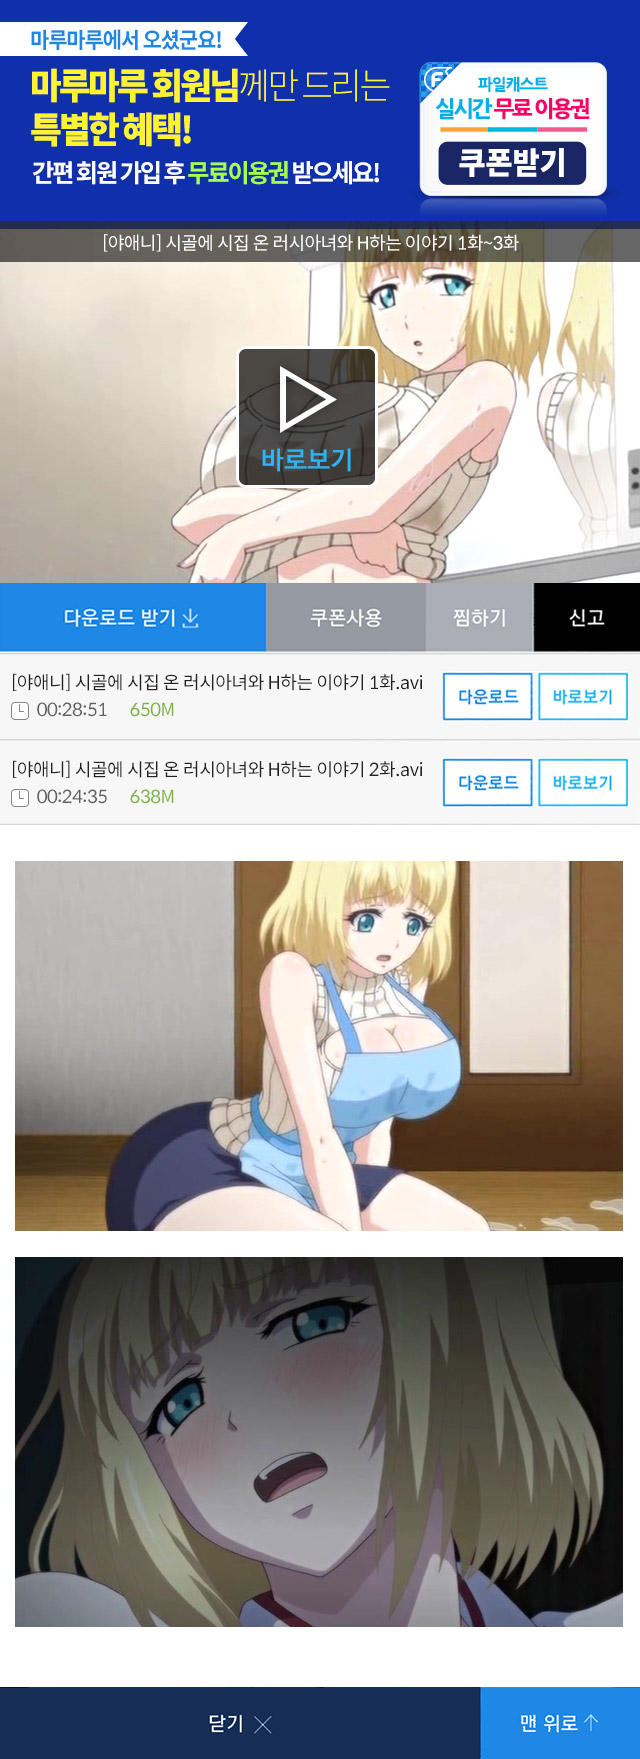 마루마루에서 오셨군요!
마루마루 회원님께만 드리는
특별한 혜택!
간편 회원 가입 후 무료이용권 받으세요!
F
파일캐스트
실시간 무료 이용권
쿠폰받기
[야애니] 시골에 시집 온 러시아녀와 H하는 이야기 1화~3화
바로보기
다운로드 받기 쿠폰사용 찜하기 신고
[야애니] 시골에 시집 온 러시아녀와 H하는 이야기 1화.avi
00:28:51 650M
다운로드 바로보기
[야애니] 시골에 시집 온 러시아녀와 H하는 이야기 2화.avi
00:24:35 638M
다운로드 바로보기
닫기 맨 위로